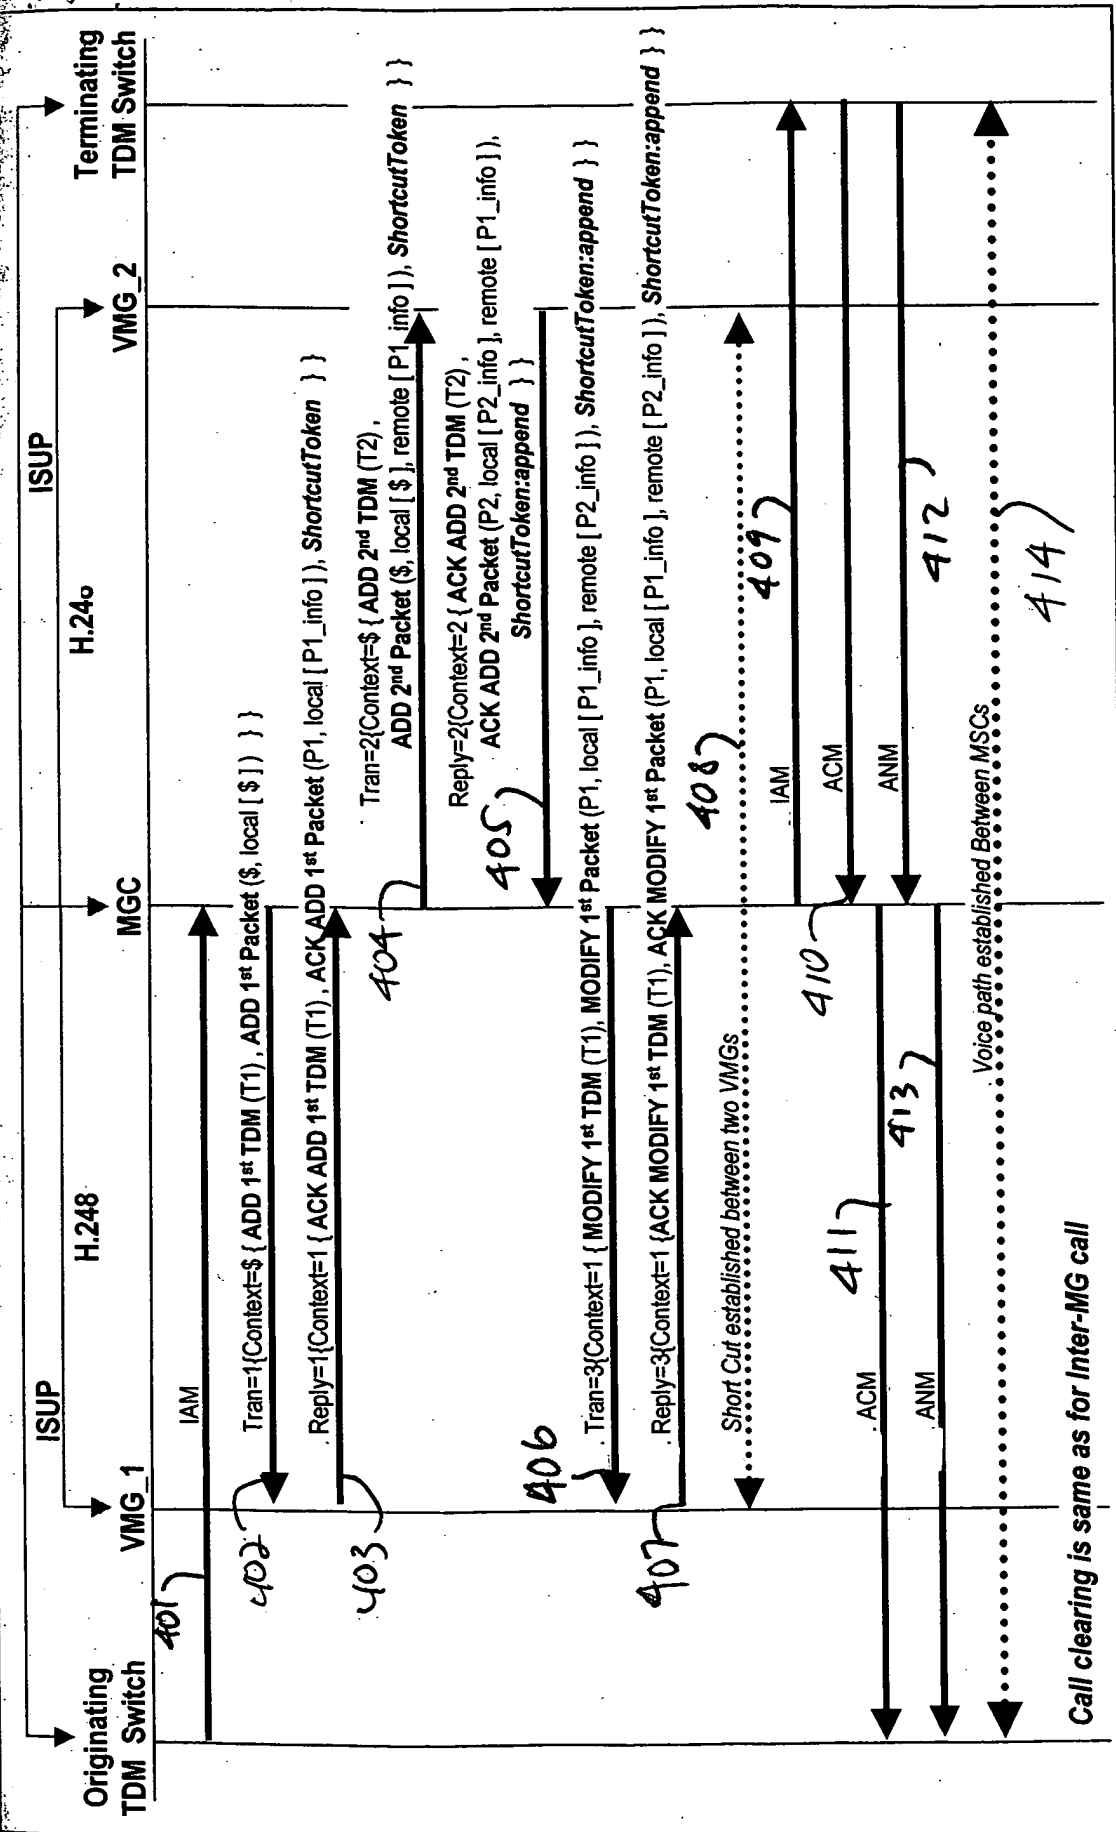 ISUP
ISUP
H.248
H.24
Originating
TDM Switch
VMG_1
MGC
VMG_2
Terminating
TDM Switch
401
IAM
402
Tran=1{Context=$ { ADD 1st TDM (T1) , ADD 1st Packet ($, local [ $ ]) } }
403
Reply=1{Context=1 { ACK ADD 1st TDM (T1) , ACK ADD 1st Packet (P1, local [ P1_info ]), ShortcutToken } }
404
Tran=2{Context=$ { ADD 2nd TDM (T2) ,
ADD 2nd Packet ($, local [ $ ], remote [ P1_info ]), ShortcutToken } }
405
Reply=2{Context=2 { ACK ADD 2nd TDM (T2) ,
ACK ADD 2nd Packet (P2, local [ P2_info ], remote [ P1_info ]),
ShortcutToken:append } }
406
Tran=3{Context=1 { MODIFY 1st TDM (T1), MODIFY 1st Packet (P1, local [ P1_info ], remote [ P2_info ]), ShortcutToken:append } }
407
Reply=3{Context=1 {ACK MODIFY 1st TDM (T1), ACK MODIFY 1st Packet (P1, local [ P1_info ], remote [ P2_info ]), ShortcutToken:append } }
Short Cut established between two VMGs
408
409
IAM
410
ACM
411
ACM
ANM
412
413
ANM
Voice path established Between MSCs
414
Call clearing is same as for Inter-MG call